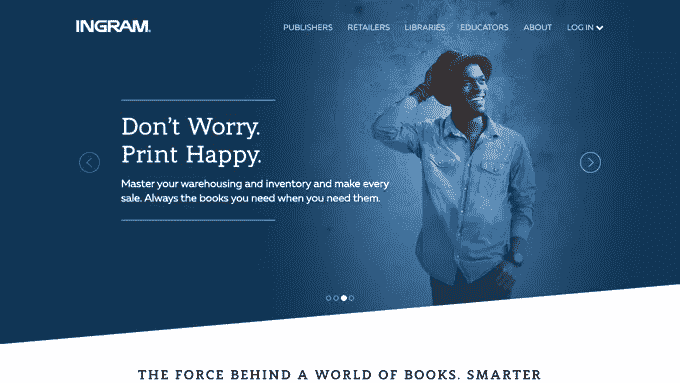 INGRAM
PUBLISHERS RETAILERS LIBRARIES EDUCATORS ABOUT LOG IN
Don't Worry.
Print Happy.
Master your warehousing and inventory and make every
sale. Always the books you need when you need them.
THE FORCE BEHIND A WORLD OF BOOKS. SMARTER